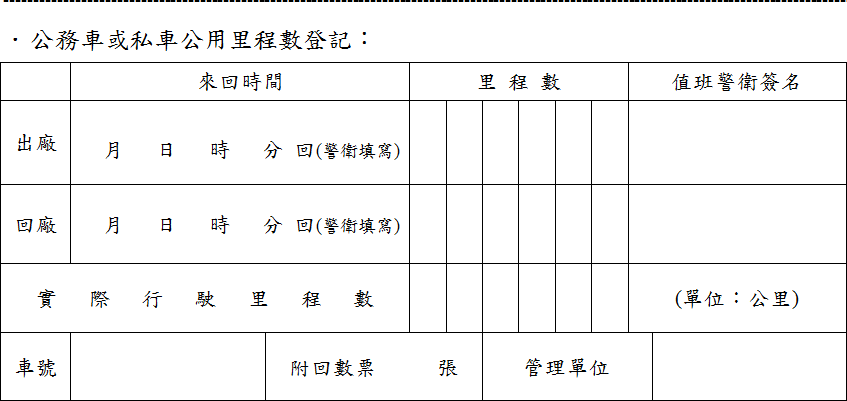 ．公務車或私車公用里程數登記：
來回時間 里 程 數 值班警衛簽名
出廠 月 日 時 分 回(警衛填寫)
回廠 月 日 時 分 回(警衛填寫)
實 際 行 駛 里 程 數 (單位：公里)
車號 附回數票 張 管理單位